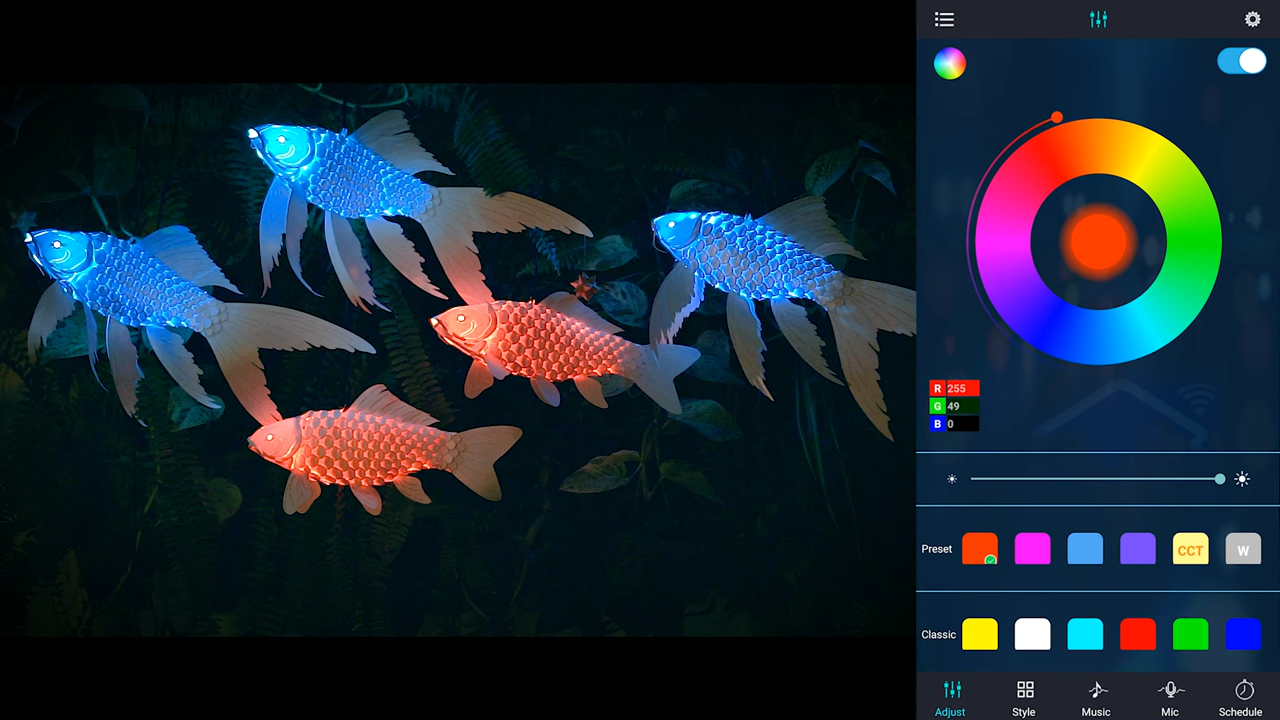 R 255
G 49
B 0
Preset
CCT
W
Classic
Adjust
Style
Music
Mic
Schedule